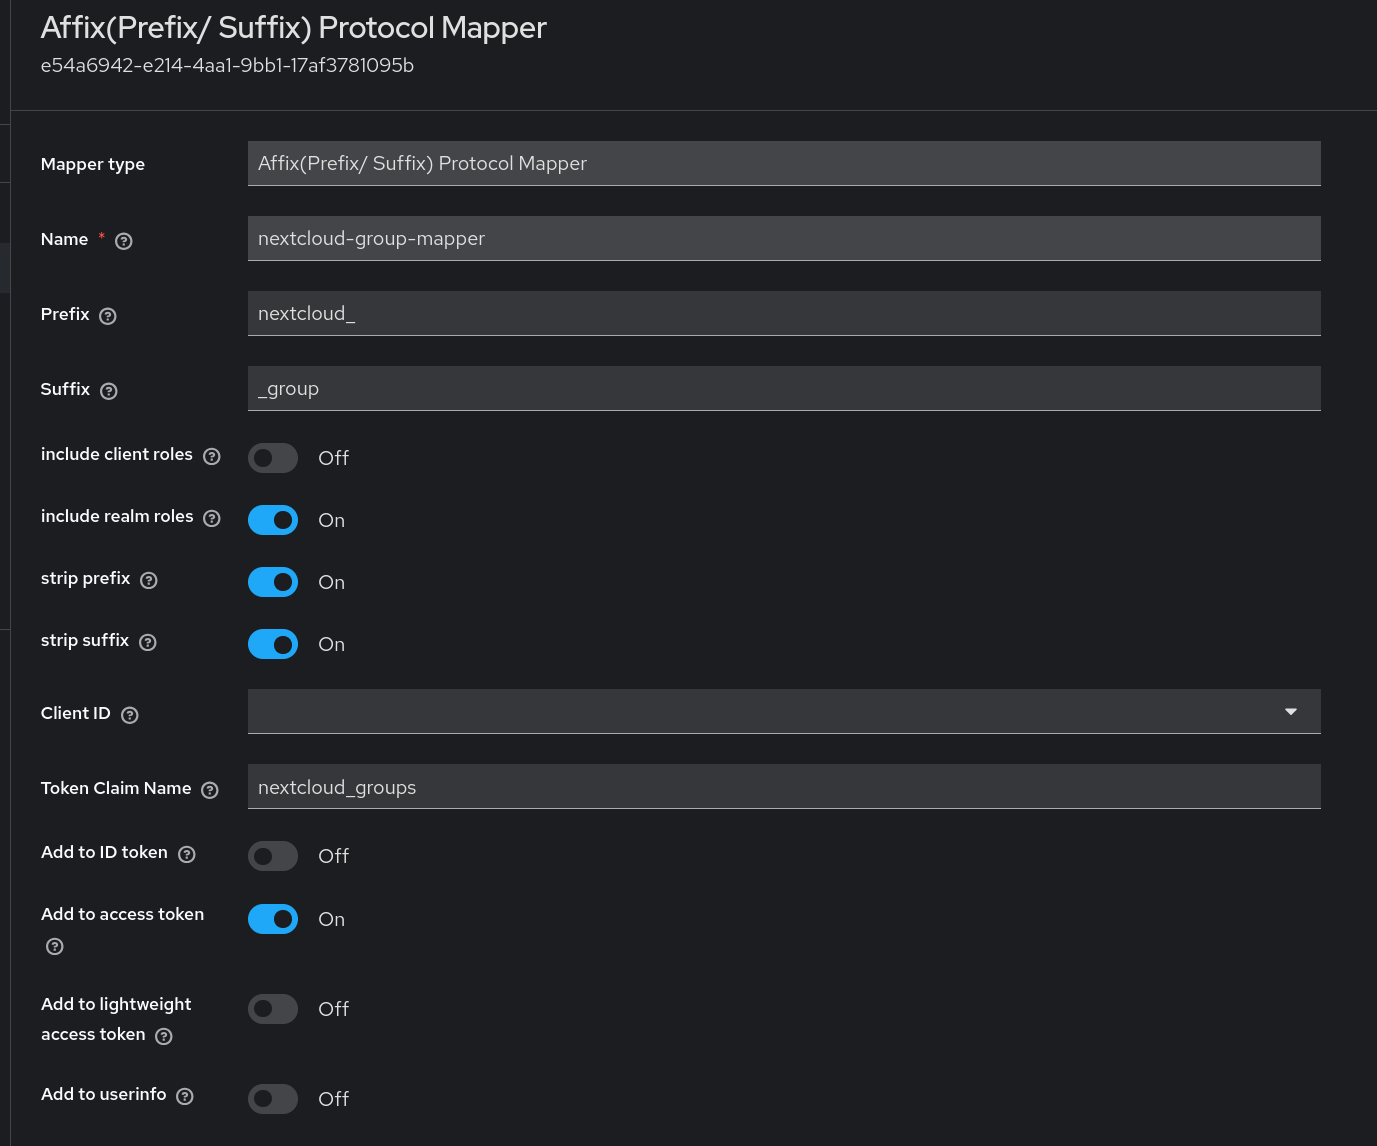 Affix(Prefix/ Suffix) Protocol Mapper
e54a6942-e214-4aa1-9bb1-17af3781095b
Mapper type
Affix(Prefix/ Suffix) Protocol Mapper
Name *
nextcloud-group-mapper
Prefix
nextcloud_
Suffix
_group
include client roles
Off
include realm roles
On
strip prefix
On
strip suffix
On
Client ID
Token Claim Name
nextcloud_groups
Add to ID token
Off
Add to access token
On
Add to lightweight
access token
Off
Add to userinfo
Off